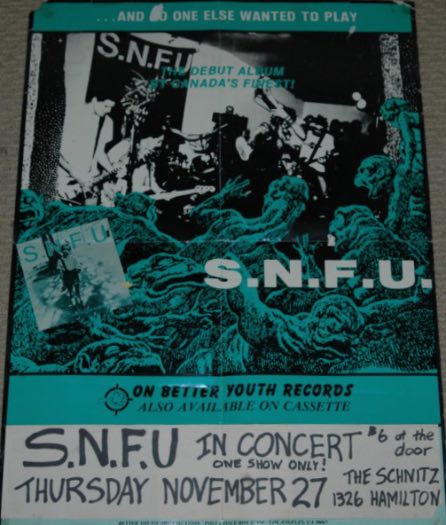 ...AND NO ONE ELSE WANTED TO PLAY
S.N.F.U
THE DEBUT ALBUM
BY CANADA'S FINEST!
S.N.F.U
S.N.F.U.
ON BETTER YOUTH RECORDS
ALSO AVAILABLE ON CASSETTE
S.N.F.U IN CONCERT $6 at the door
ONE SHOW ONLY!
THURSDAY NOVEMBER 27
THE SCHNITZ
1326 HAMILTON